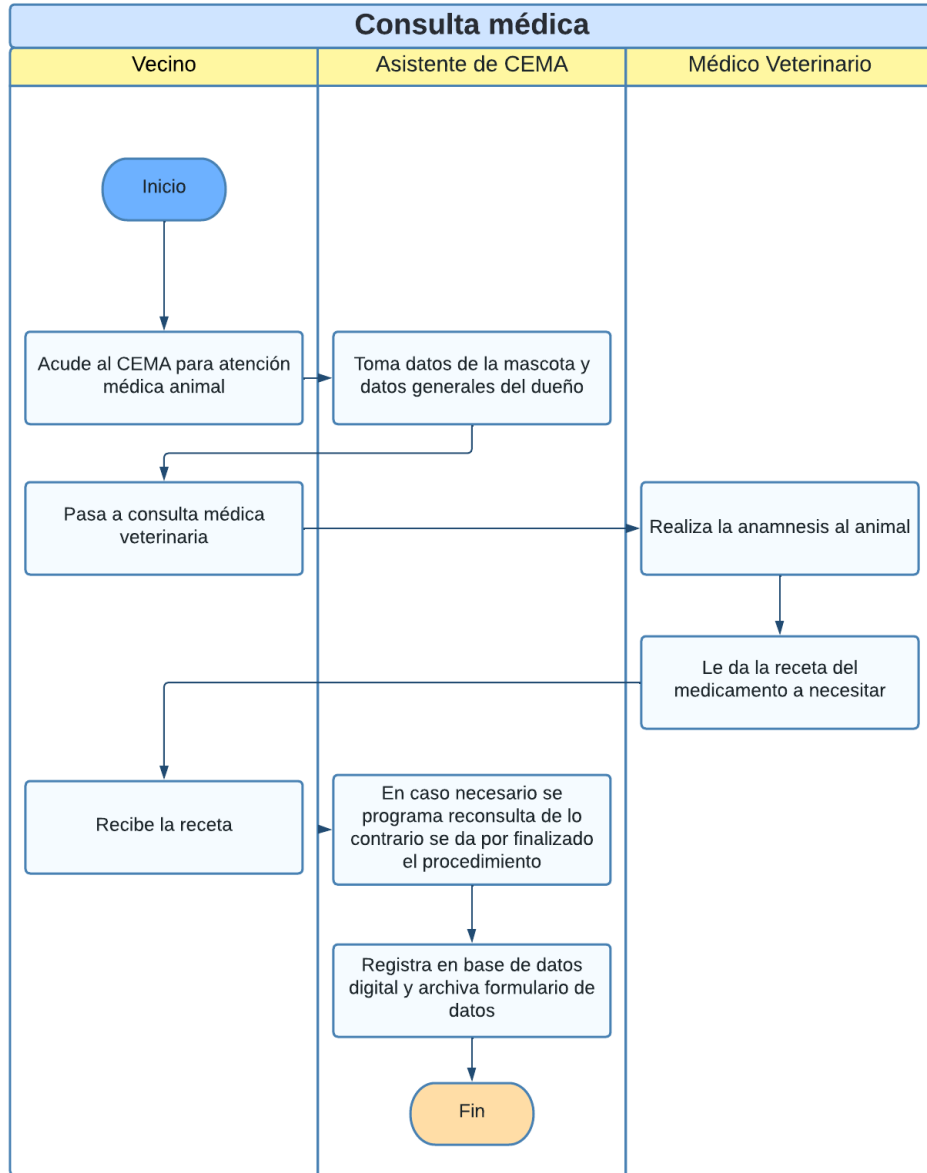 Consulta médica
Vecino
Asistente de CEMA
Médico Veterinario
Inicio
Acude al CEMA para atención
médica animal
Toma datos de la mascota y
datos generales del dueño
Pasa a consulta médica
veterinaria
Realiza la anamnesis al animal
Le da la receta del
medicamento a necesitar
Recibe la receta
En caso necesario se
programa reconsulta de lo
contrario se da por finalizado
el procedimiento
Registra en base de datos
digital y archiva formulario de
datos
Fin